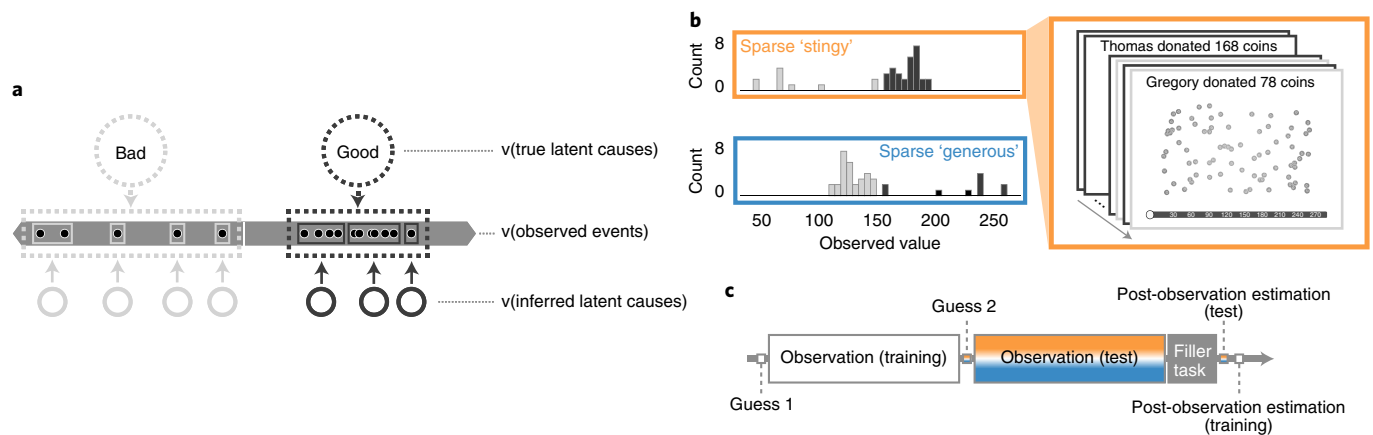 a
Bad
Good
v(true latent causes)
v(observed events)
v(inferred latent causes)
b
Count
8
0
Sparse ‘stingy’
Count
8
0
Sparse ‘generous’
50 100 150 200 250
Observed value
Thomas donated 168 coins
Gregory donated 78 coins
30 60 90 120 150 180 210 240 270
c
Guess 2
Post-observation estimation
(test)
Observation (training)
Observation (test)
Filler
task
Guess 1
Post-observation estimation
(training)